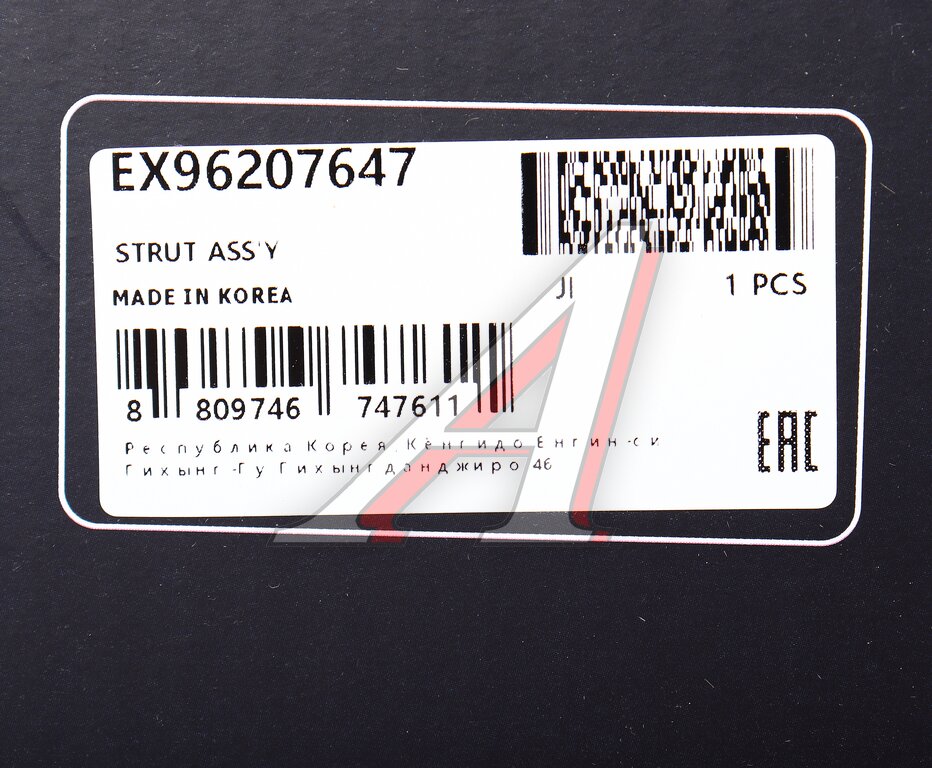 EX96207647
STRUT ASS'Y
MADE IN KOREA
JI
1 PCS
8 809746 747611
Республика Корея, Кёнгидо Енгин-си
Гихынг-Гу Гихынгданджиро 46
EAC